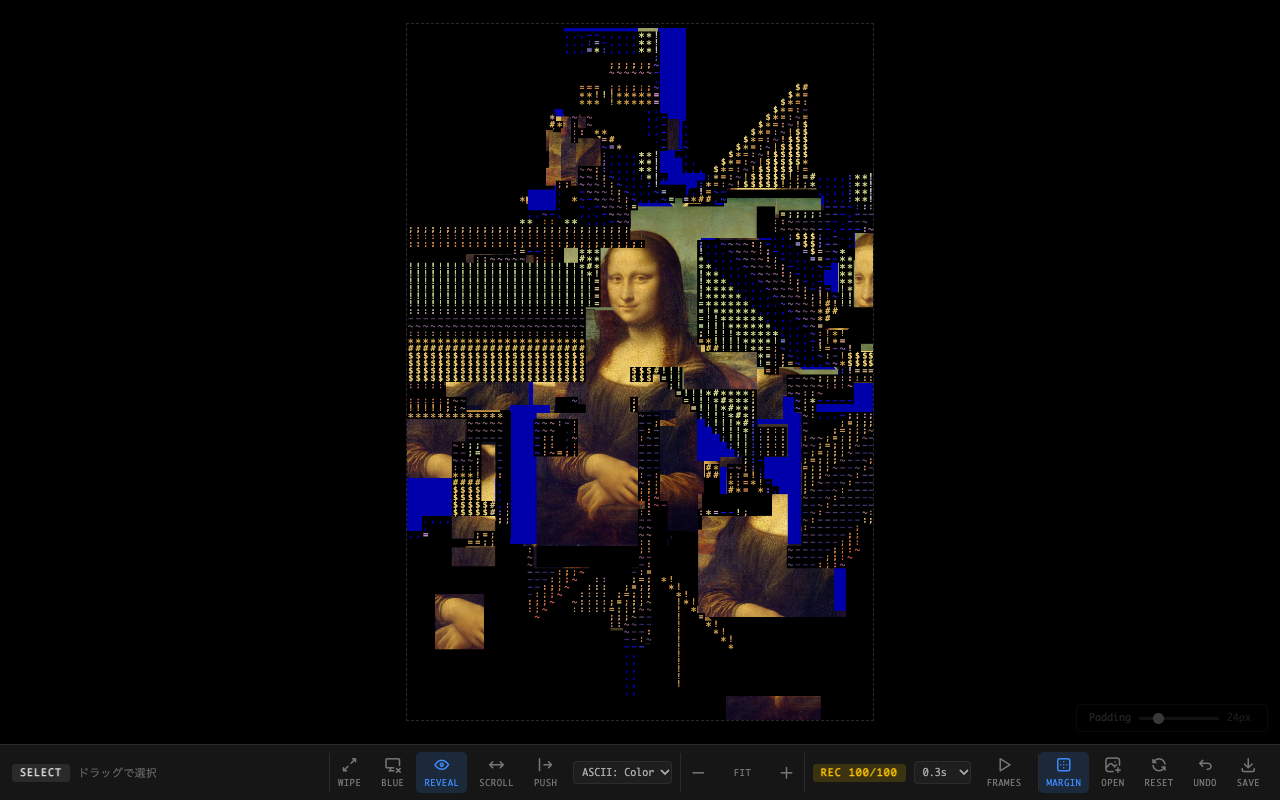 Padding 24px
SELECT ドラッグで選択
WIPE BLUE REVEAL SCROLL PUSH ASCII: Color FIT REC 100/100 0.3s FRAMES MARGIN OPEN RESET UNDO SAVE